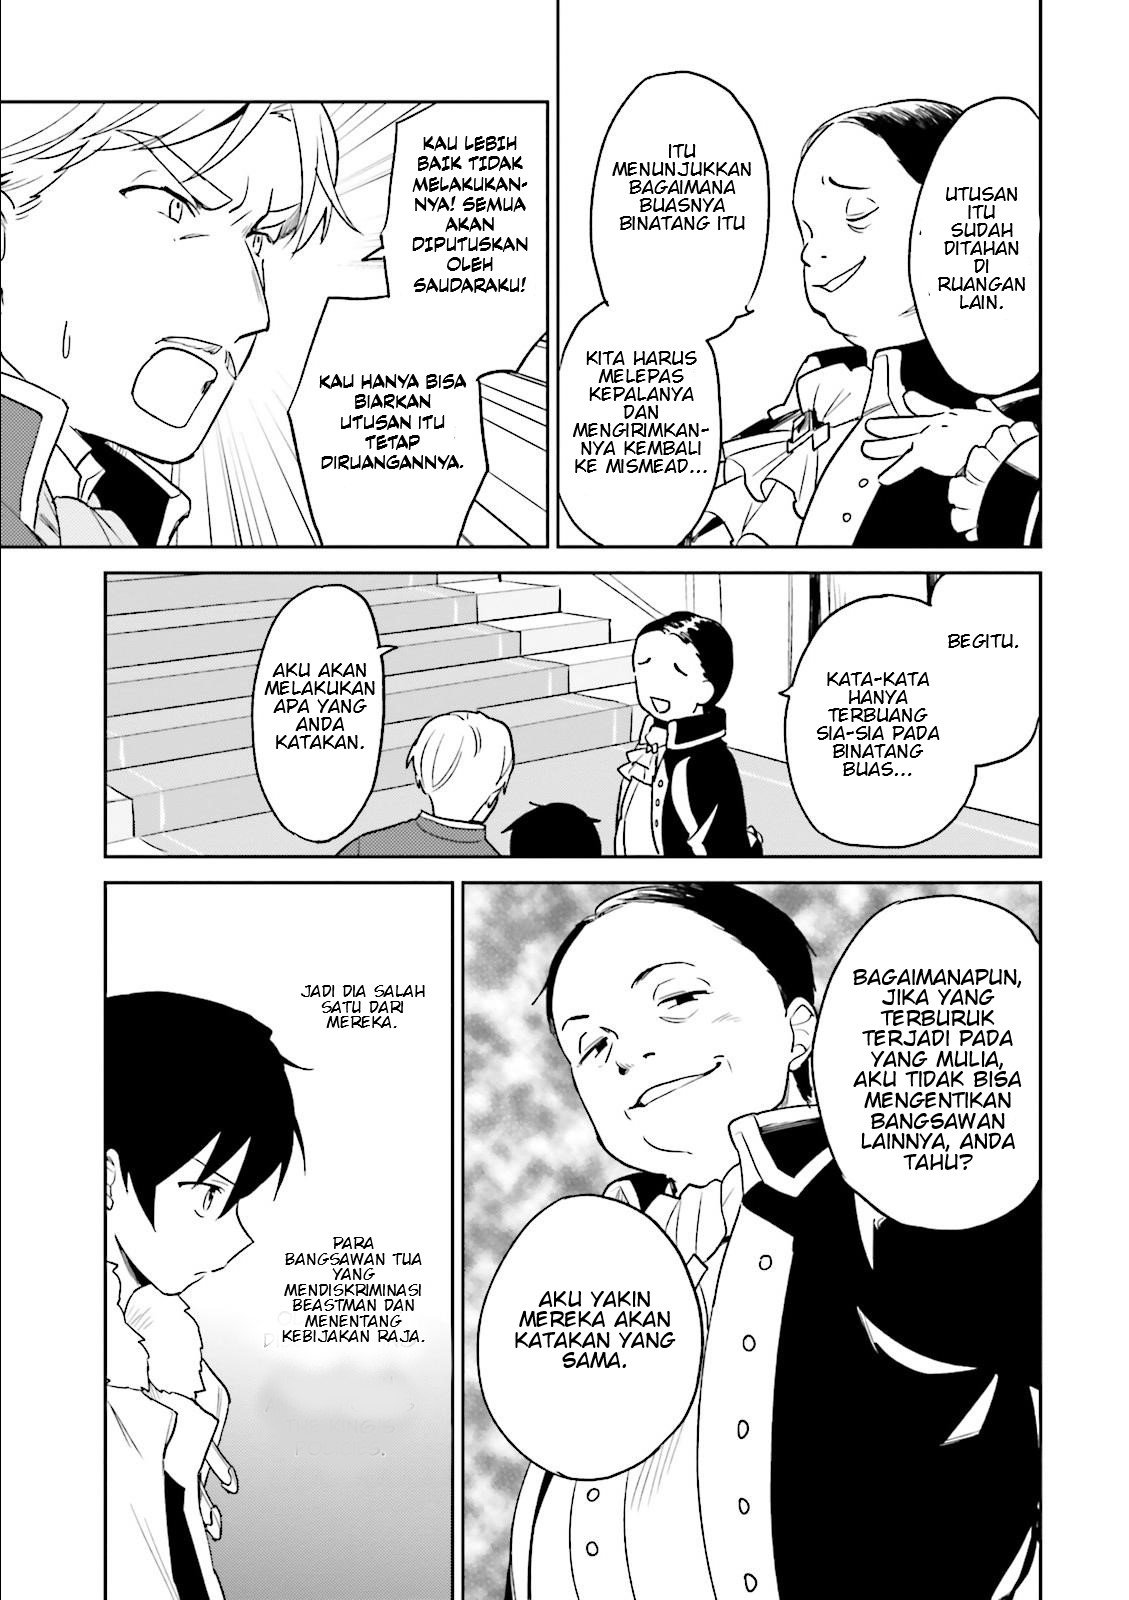 UTUSAN
ITU
SUDAH
DITAHAN
DI
RUANGAN
LAIN.
ITU
MENUNJUKKAN
BAGAIMANA
BUASNYA
BINATANG ITU
KITA HARUS
MELEPAS
KEPALANYA
DAN
MENGIRIMKAN-
NYA KEMBALI
KE MISMEAD...
KAU LEBIH
BAIK TIDAK
MELAKUKAN-
NYA! SEMUA
AKAN
DIPUTUSKAN
OLEH
SAUDARAKU!
KAU HANYA BISA
BIARKAN
UTUSAN ITU
TETAP
DIRUANGANNYA.
BEGITU.
KATA-KATA
HANYA
TERBUANG
SIA-SIA PADA
BINATANG
BUAS...
AKU AKAN
MELAKUKAN
APA YANG
ANDA
KATAKAN.
BAGAIMANAPUN,
JIKA YANG
TERBURUK
TERJADI PADA
YANG MULIA,
AKU TIDAK BISA
MENGENTIKAN
BANGSAWAN
LAINNYA, ANDA
TAHU?
AKU YAKIN
MEREKA AKAN
KATAKAN YANG
SAMA.
JADI DIA SALAH
SATU DARI
MEREKA.
PARA
BANGSAWAN TUA
YANG
MENDISKRIMINASI
BEASTMAN DAN
MENENTANG
KEBIJAKAN RAJA.
THE KING'S
POLICIES.